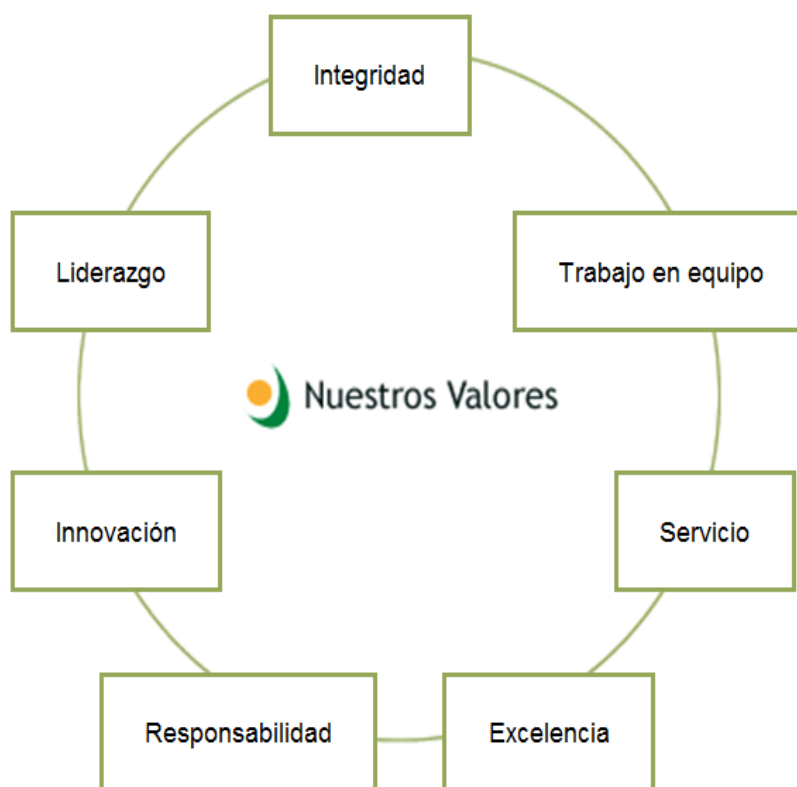 Integridad
Liderazgo
Trabajo en equipo
Nuestros Valores
Innovación
Servicio
Responsabilidad
Excelencia